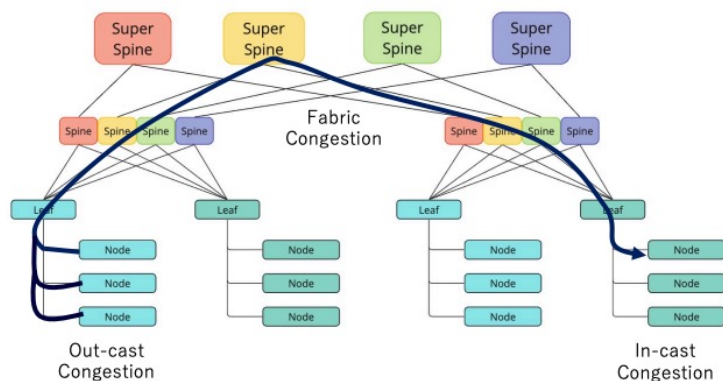 Super
Spine
Super
Spine
Super
Spine
Super
Spine
Fabric
Congestion
Spine
Spine
Spine
Spine
Spine
Spine
Spine
Spine
Leaf
Leaf
Leaf
Leaf
Node
Node
Node
Node
Node
Node
Node
Node
Node
Node
Node
Node
Out-cast
Congestion
In-cast
Congestion